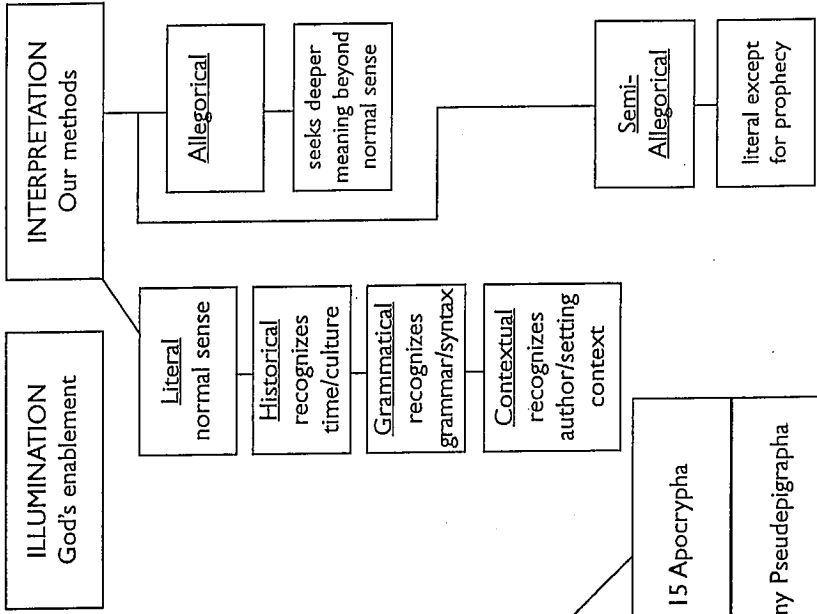 ILLUMINATION
God's enablement
INTERPRETATION
Our methods
Literal
normal sense
Historical
recognizes
time/culture
Grammatical
recognizes
grammar/syntax
Contextual
recognizes
author/setting
context
Allegorical
seeks deeper
meaning beyond
normal sense
Semi-
Allegorical
literal except
for prophecy
15 Apocrypha
Pseudepigrapha